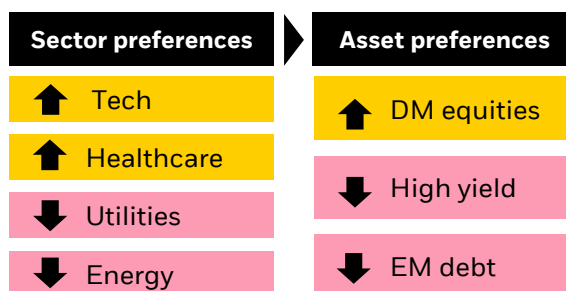 Sector preferences
Tech
Healthcare
Utilities
Energy
Asset preferences
DM equities
High yield
EM debt